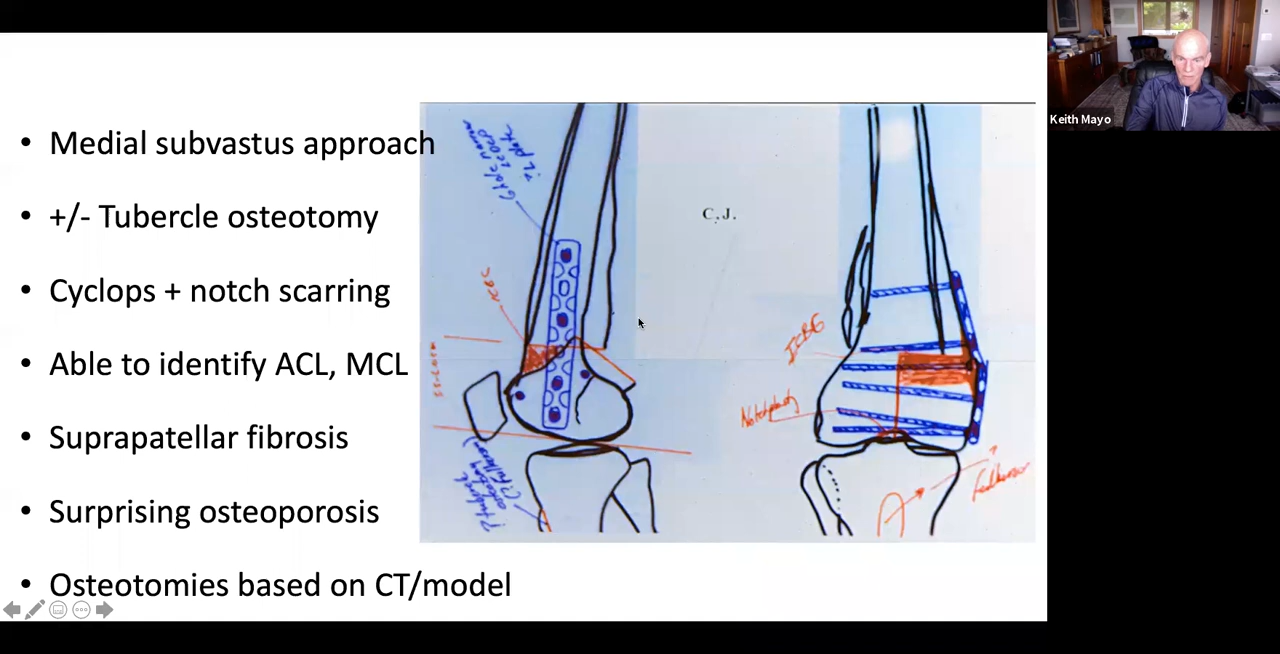 • Medial subvastus approach
• +/- Tubercle osteotomy
• Cyclops + notch scarring
• Able to identify ACL, MCL
• Suprapatellar fibrosis
• Surprising osteoporosis
• Osteotomies based on CT/model
C.J.
ICBG
Keith Mayo